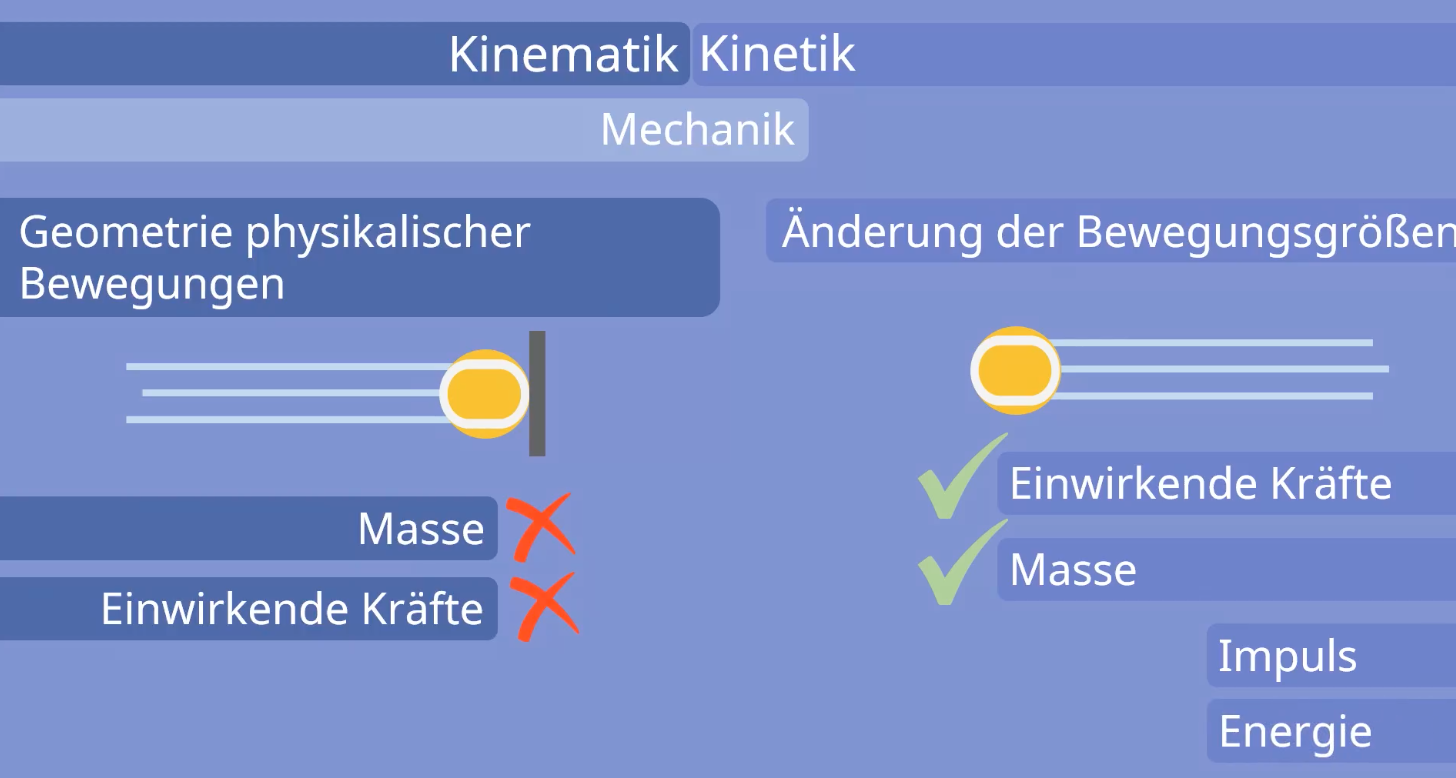 Kinematik
Kinetik
Mechanik
Geometrie physikalischer
Bewegungen
Änderung der Bewegungsgrößen
Masse
Einwirkende Kräfte
Einwirkende Kräfte
Masse
Impuls
Energie